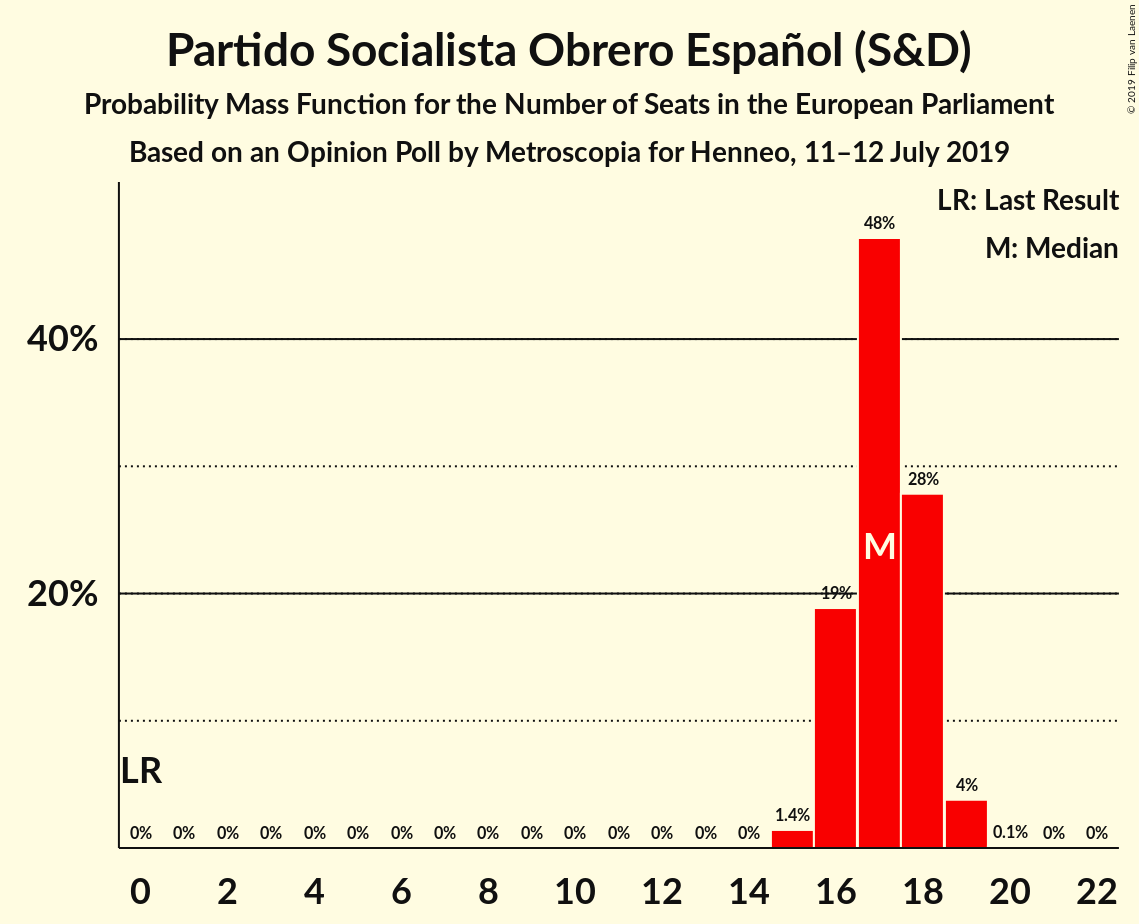 Partido Socialista Obrero Español (S&D)
Probability Mass Function for the Number of Seats in the European Parliament
Based on an Opinion Poll by Metroscopia for Henneo, 11–12 July 2019
© 2019 Filip van Laenen
LR: Last Result
M: Median
48%
40%
28%
M
20%
19%
LR
4%
1.4%
0% 0% 0% 0% 0% 0% 0% 0% 0% 0% 0% 0% 0% 0% 0% 0.1% 0% 0%
0 2 4 6 8 10 12 14 16 18 20 22